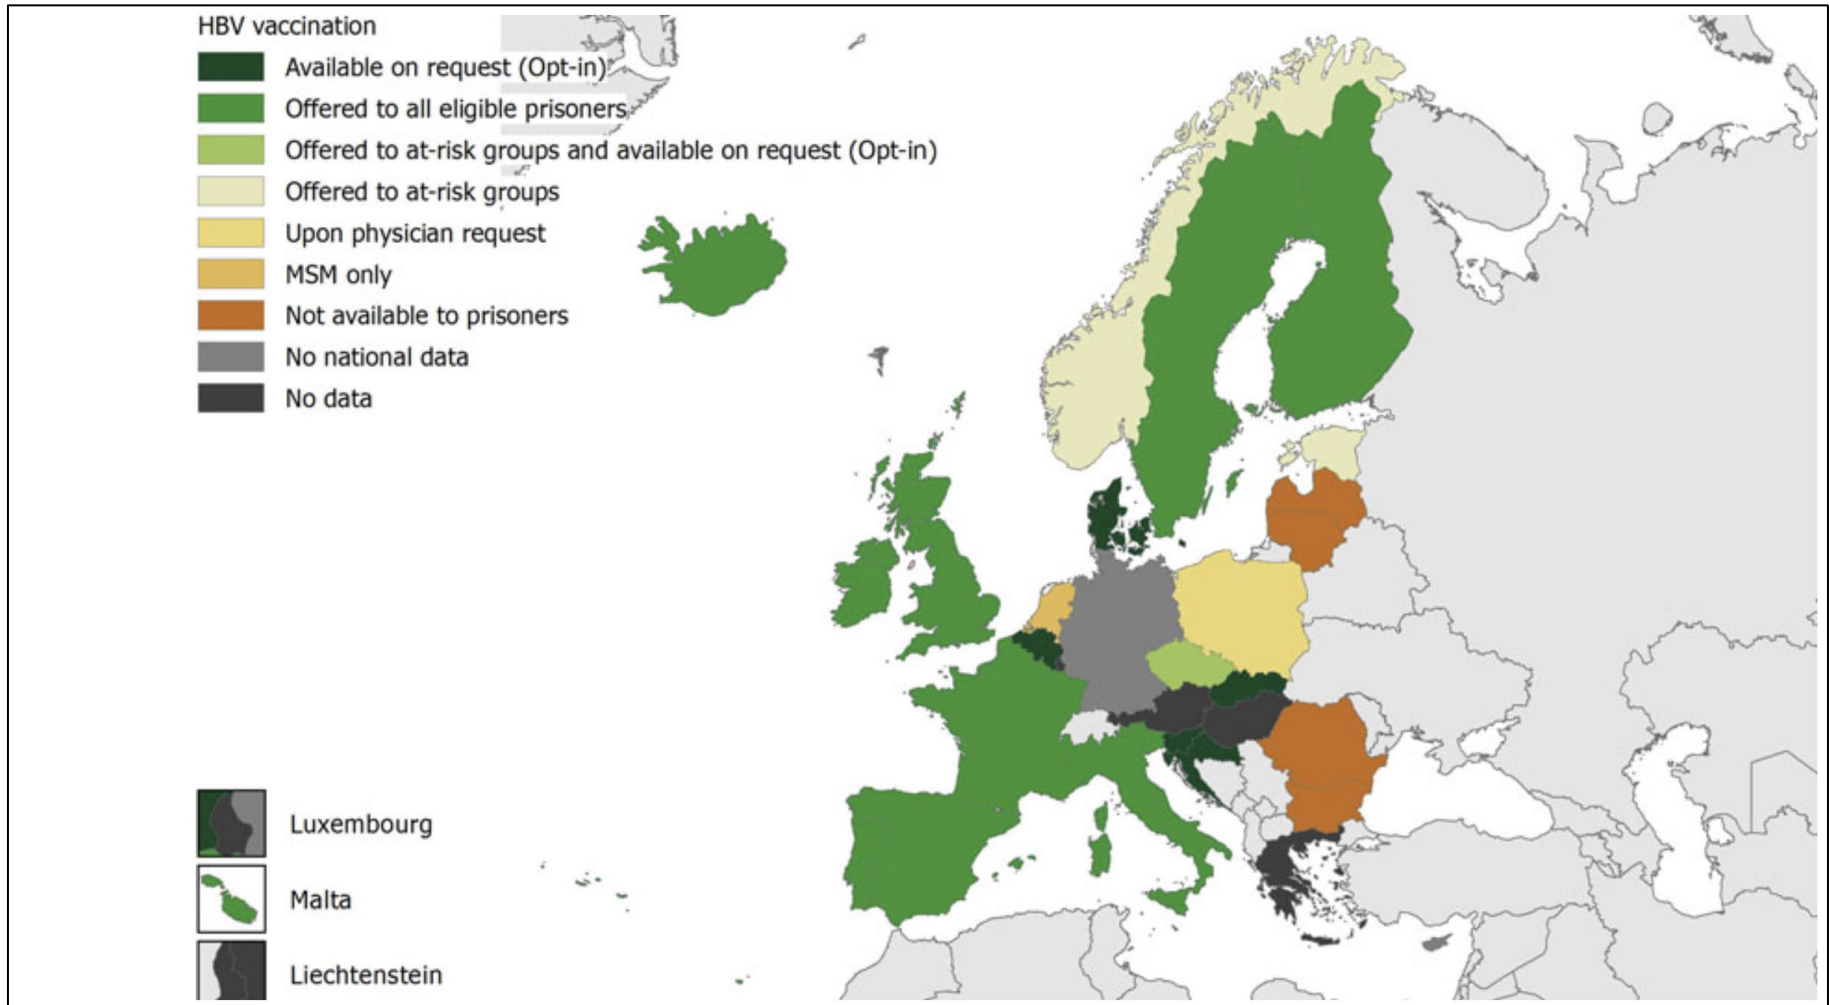 HBV vaccination
Available on request (Opt-in)
Offered to all eligible prisoners
Offered to at-risk groups and available on request (Opt-in)
Offered to at-risk groups
Upon physician request
MSM only
Not available to prisoners
No national data
No data
Luxembourg
Malta
Liechtenstein